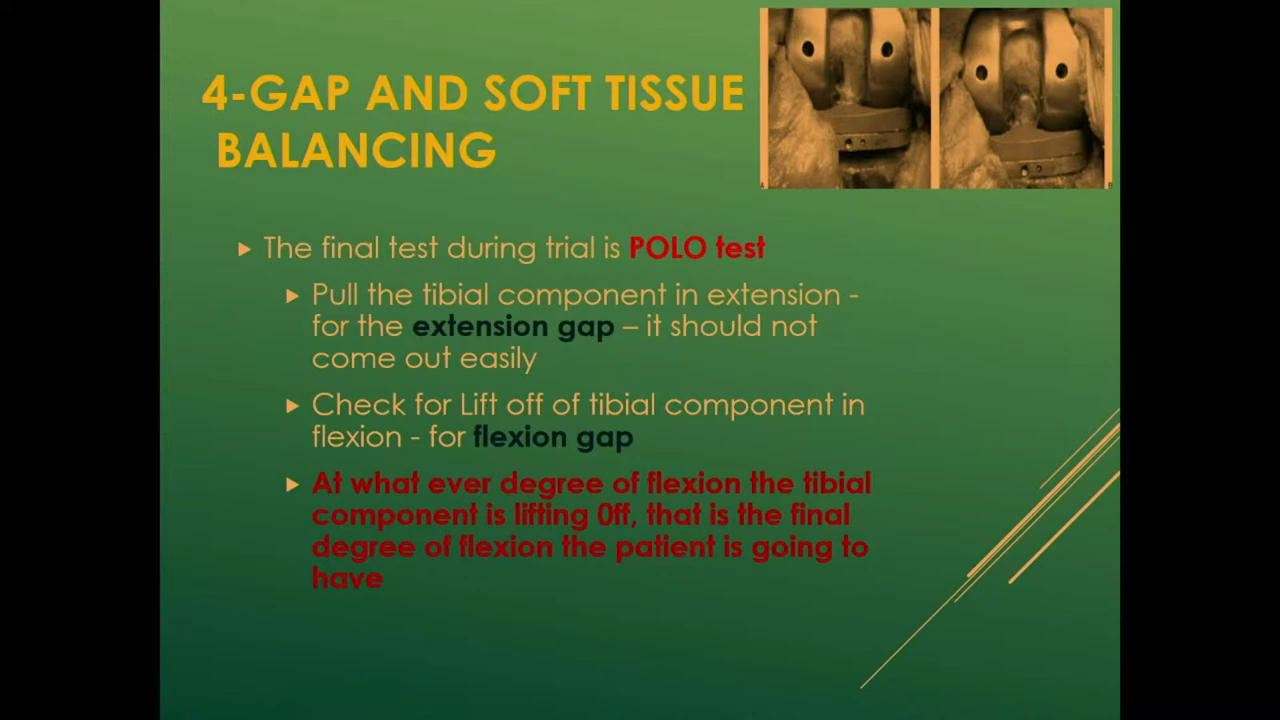 4-GAP AND SOFT TISSUE
BALANCING
The final test during trial is POLO test
Pull the tibial component in extension -
for the extension gap – it should not
come out easily
Check for Lift off of tibial component in
flexion - for flexion gap
At what ever degree of flexion the tibial
component is lifting 0ff, that is the final
degree of flexion the patient is going to
have